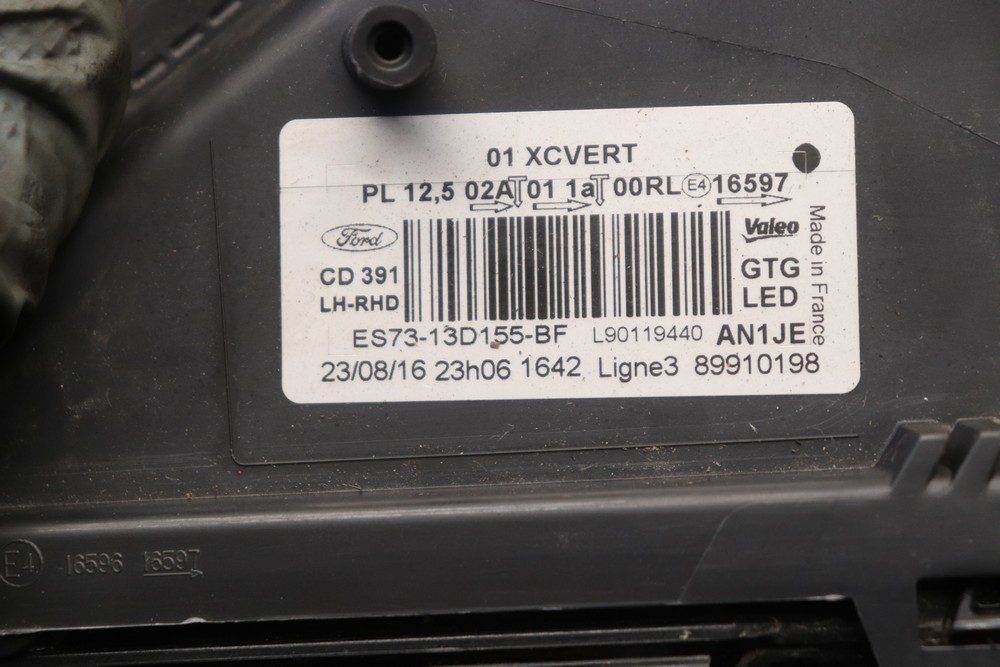 01 XCVERT
PL 12,5 02A 01 1a 00RL E4 16597
Ford
CD 391
LH-RHD
Valeo
GTG
LED
Made in France
ES73-13D155-BF L90119440 AN1JE
23/08/16 23h06 1642 Ligne3 89910198
E4 16596 16597